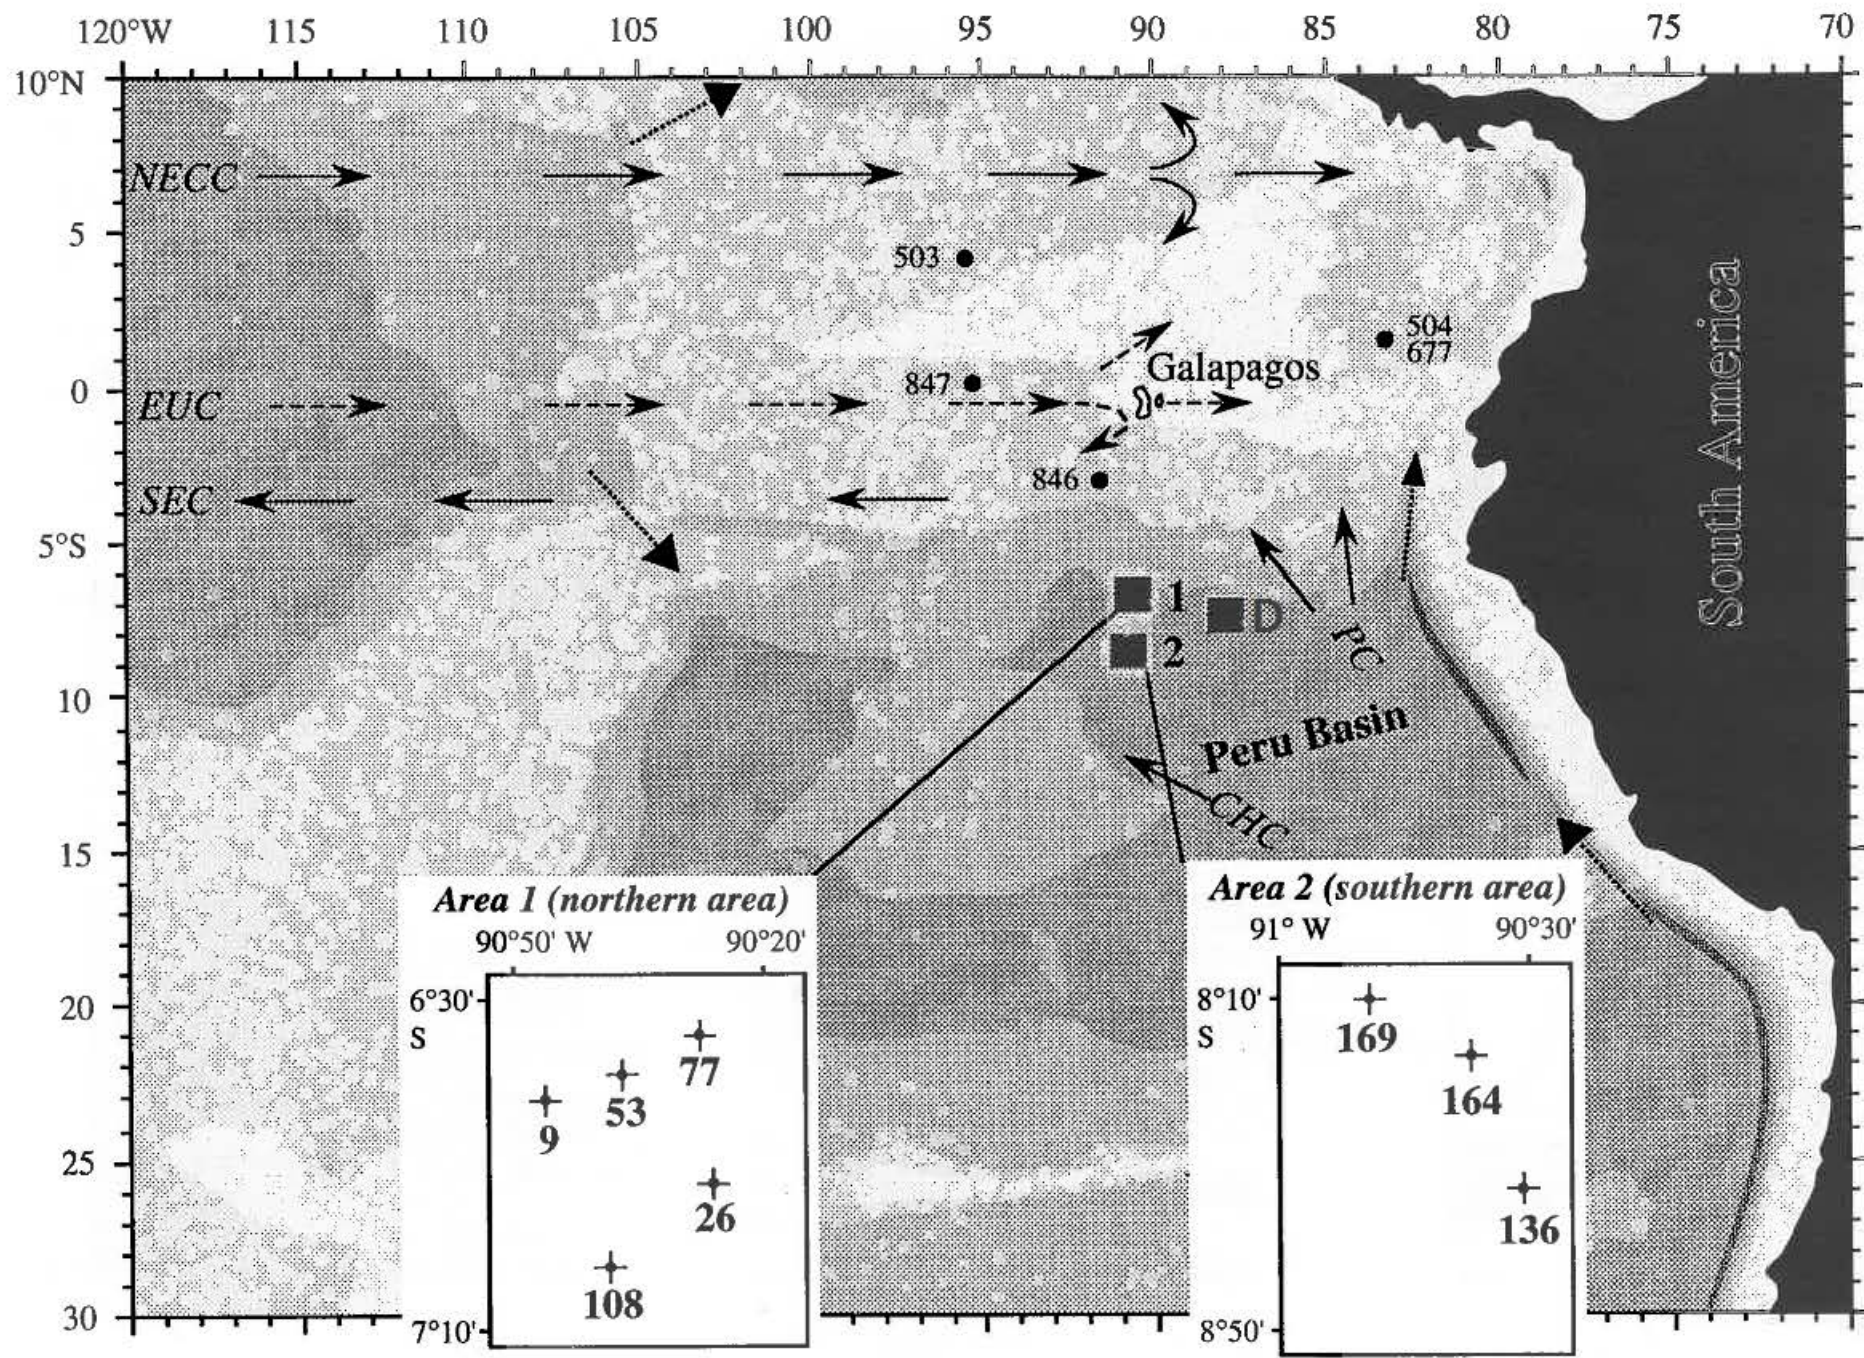 120°W 115 110 105 100 95 90 85 80 75 70
10°N
NECC
5
503
504
677
Galapagos
847
0
EUC
846
SEC
5°S
1
D
2
PC
South America
10
Peru Basin
CHC
15
Area 1 (northern area)
90°50' W 90°20'
6°30'
S
77
53
9
26
108
7°10'
Area 2 (southern area)
91° W 90°30'
8°10'
S
169
164
136
8°50'
20
25
30